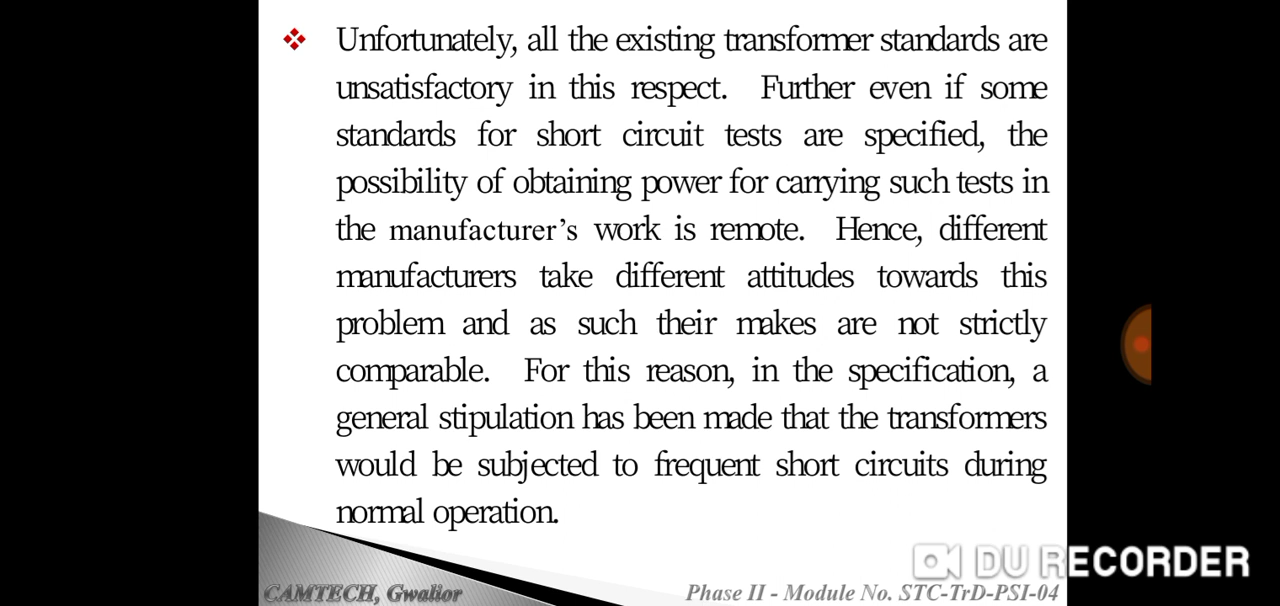 Unfortunately, all the existing transformer standards are
unsatisfactory in this respect. Further even if some
standards for short circuit tests are specified, the
possibility of obtaining power for carrying such tests in
the manufacturer’s work is remote. Hence, different
manufacturers take different attitudes towards this
problem and as such their makes are not strictly
comparable. For this reason, in the specification, a
general stipulation has been made that the transformers
would be subjected to frequent short circuits during
normal operation.
DU RECORDER
CAMTECH, Gwalior
Phase II - Module No. STC-TrD-PSI-04